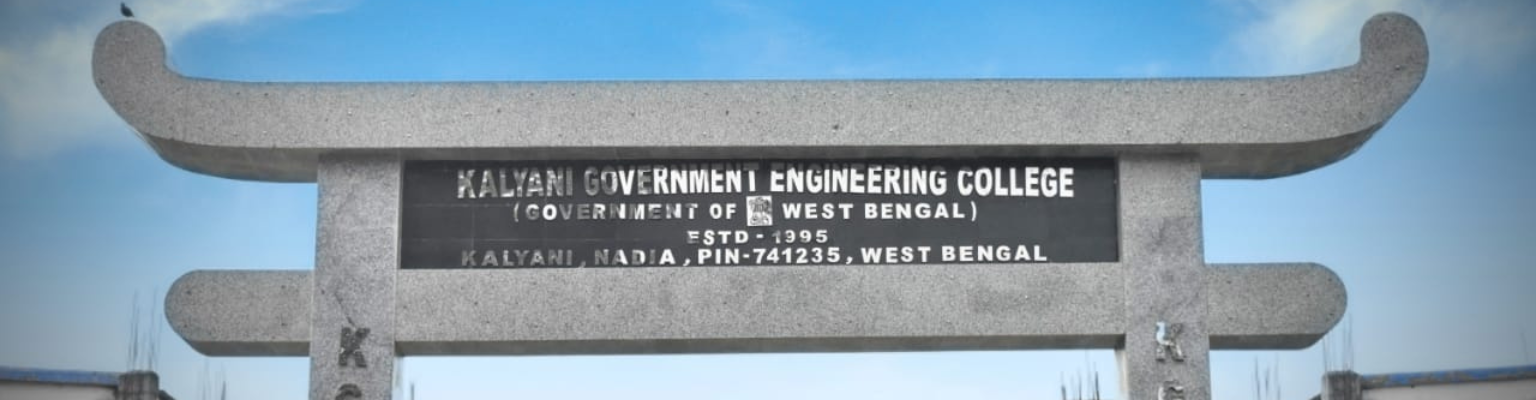 KALYANI GOVERNMENT ENGINEERING COLLEGE
(GOVERNMENT OF WEST BENGAL)
ESTD - 1995
KALYANI, NADIA, PIN-741235, WEST BENGAL
K
K